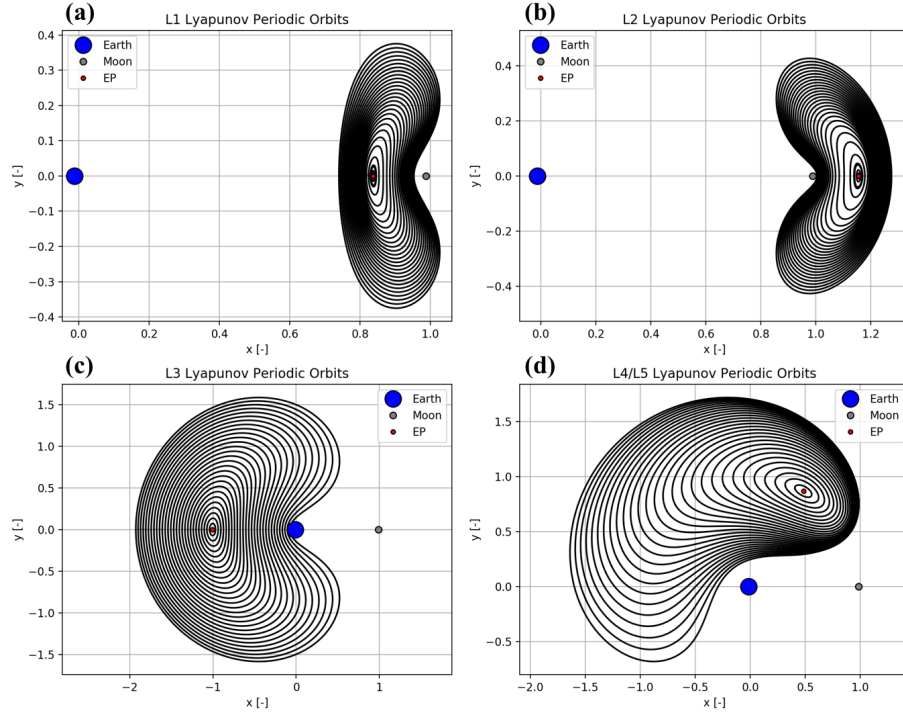 (a)
L1 Lyapunov Periodic Orbits
Earth
Moon
EP
0.4
0.3
0.2
0.1
0.0
−0.1
−0.2
−0.3
−0.4
y [-]
0.0 0.2 0.4 0.6 0.8 1.0
x [-]
(b)
L2 Lyapunov Periodic Orbits
Earth
Moon
EP
0.4
0.2
0.0
−0.2
−0.4
y [-]
0.0 0.2 0.4 0.6 0.8 1.0 1.2
x [-]
(c)
L3 Lyapunov Periodic Orbits
Earth
Moon
EP
1.5
1.0
0.5
0.0
−0.5
−1.0
−1.5
y [-]
−2 −1 0 1
x [-]
(d)
L4/L5 Lyapunov Periodic Orbits
Earth
Moon
EP
1.5
1.0
0.5
0.0
−0.5
y [-]
−2.0 −1.5 −1.0 −0.5 0.0 0.5 1.0
x [-]